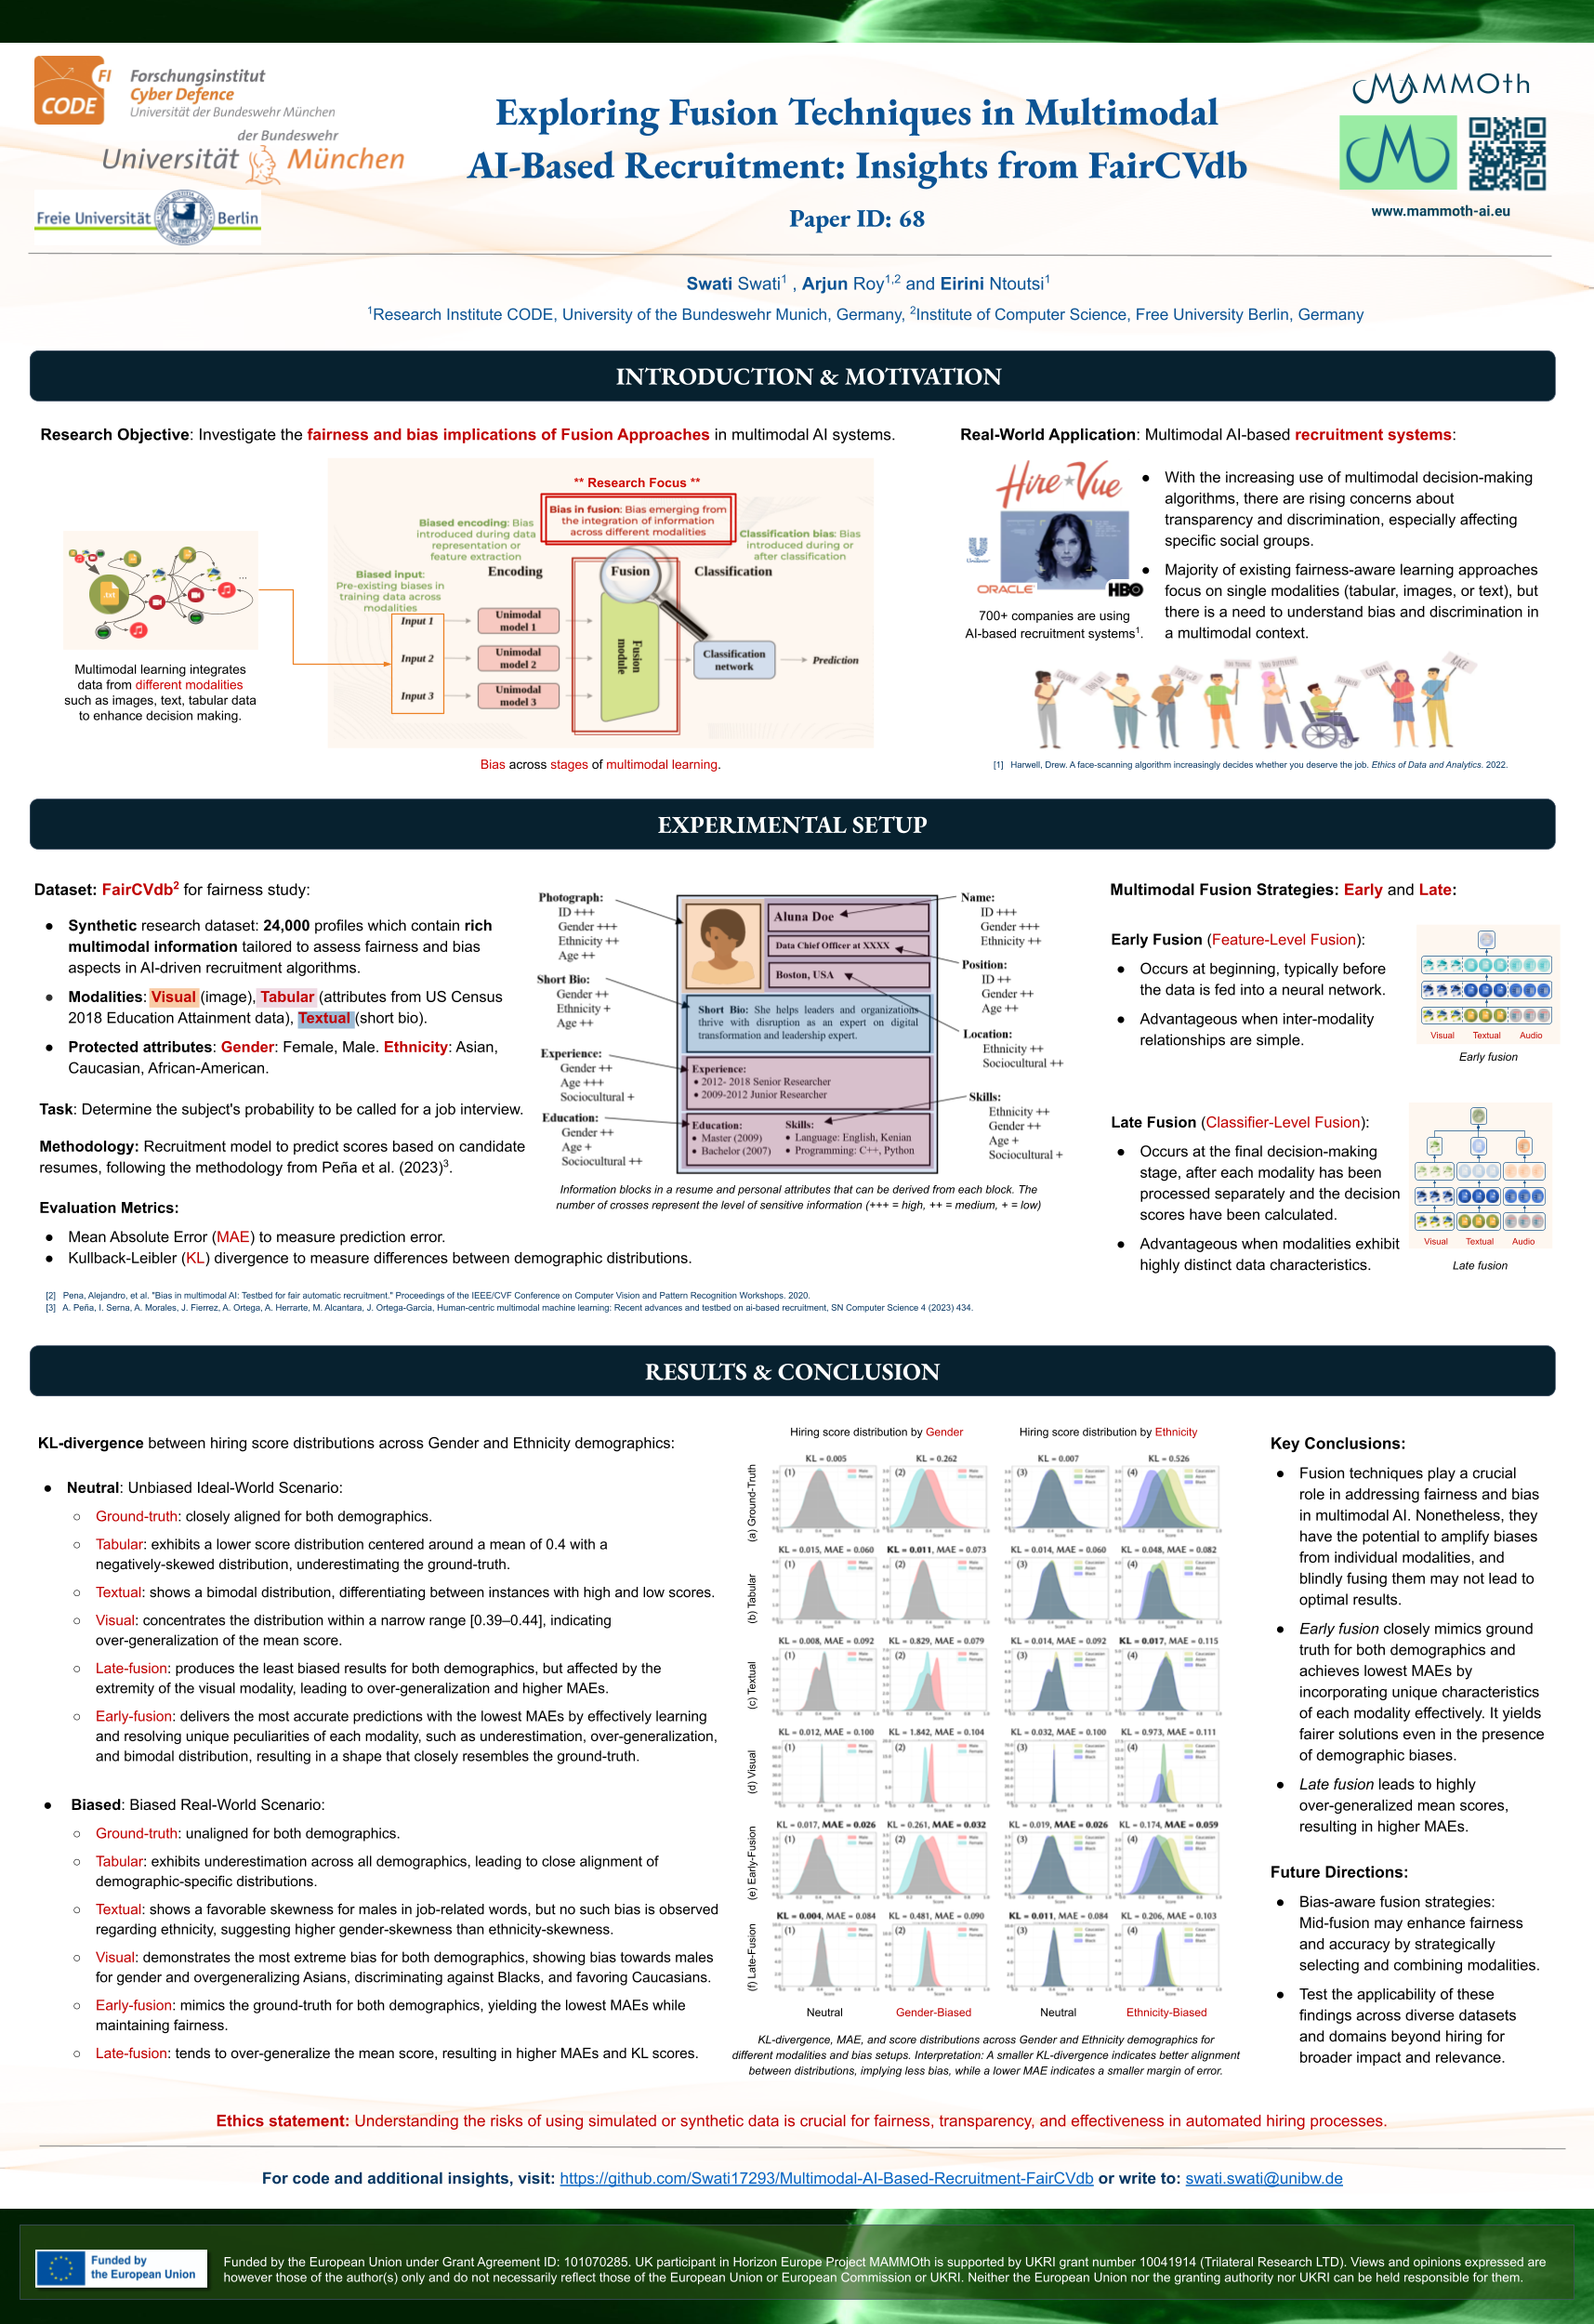 FI
CODE
Forschungsinstitut
Cyber Defence
Universität der Bundeswehr München
der Bundeswehr
Universität München
Freie Universität Berlin
Exploring Fusion Techniques in Multimodal
AI-Based Recruitment: Insights from FairCVdb
Paper ID: 68
MAMMOth
www.mammoth-ai.eu
Swati Swati1 , Arjun Roy1,2 and Eirini Ntoutsi1
1Research Institute CODE, University of the Bundeswehr Munich, Germany, 2Institute of Computer Science, Free University Berlin, Germany
INTRODUCTION & MOTIVATION
Research Objective: Investigate the fairness and bias implications of Fusion Approaches in multimodal AI systems.
.txt
...
Multimodal learning integrates
data from different modalities
such as images, text, tabular data
to enhance decision making.
** Research Focus **
Bias in fusion: Bias emerging from
the integration of information
across different modalities
Biased encoding: Bias
introduced during data
representation or
feature extraction
Classification bias: Bias
introduced during or
after classification
Biased input:
Pre-existing biases in
training data across
modalities
Encoding
Fusion
Classification
Input 1
Input 2
Input 3
Unimodal
model 1
Unimodal
model 2
Unimodal
model 3
Fusion
module
Classification
network
Prediction
Bias across stages of multimodal learning.
Real-World Application: Multimodal AI-based recruitment systems:
Hire Vue
Unilever
ORACLE
HBO
700+ companies are using
AI-based recruitment systems1.
● With the increasing use of multimodal decision-making
algorithms, there are rising concerns about
transparency and discrimination, especially affecting
specific social groups.
● Majority of existing fairness-aware learning approaches
focus on single modalities (tabular, images, or text), but
there is a need to understand bias and discrimination in
a multimodal context.
GENDER
RACE
[1] Harwell, Drew. A face-scanning algorithm increasingly decides whether you deserve the job. Ethics of Data and Analytics. 2022.
EXPERIMENTAL SETUP
Dataset: FairCVdb2 for fairness study:
● Synthetic research dataset: 24,000 profiles which contain rich
multimodal information tailored to assess fairness and bias
aspects in AI-driven recruitment algorithms.
● Modalities: Visual (image), Tabular (attributes from US Census
2018 Education Attainment data), Textual (short bio).
● Protected attributes: Gender: Female, Male. Ethnicity: Asian,
Caucasian, African-American.
Task: Determine the subject's probability to be called for a job interview.
Methodology: Recruitment model to predict scores based on candidate
resumes, following the methodology from Peña et al. (2023)3.
Evaluation Metrics:
● Mean Absolute Error (MAE) to measure prediction error.
● Kullback-Leibler (KL) divergence to measure differences between demographic distributions.
Photograph:
ID +++
Gender +++
Ethnicity ++
Age ++
Short Bio:
Gender ++
Ethnicity +
Age ++
Experience:
Gender ++
Age +++
Sociocultural +
Education:
Gender ++
Age +
Sociocultural ++
Aluna Doe
Data Chief Officer at XXXX
Boston, USA
Short Bio: She helps leaders and organizations
thrive with disruption as an expert on digital
transformation and leadership expert.
Experience:
• 2012- 2018 Senior Researcher
• 2009-2012 Junior Researcher
Education:
• Master (2009)
• Bachelor (2007)
Skills:
• Language: English, Kenian
• Programming: C++, Python
Name:
ID +++
Gender +++
Ethnicity ++
Position:
ID ++
Gender ++
Age ++
Location:
Ethnicity ++
Sociocultural ++
Skills:
Ethnicity ++
Gender ++
Age +
Sociocultural +
Information blocks in a resume and personal attributes that can be derived from each block. The
number of crosses represent the level of sensitive information (+++ = high, ++ = medium, + = low)
Multimodal Fusion Strategies: Early and Late:
Early Fusion (Feature-Level Fusion):
● Occurs at beginning, typically before
the data is fed into a neural network.
● Advantageous when inter-modality
relationships are simple.
Visual Textual Audio
Early fusion
Late Fusion (Classifier-Level Fusion):
● Occurs at the final decision-making
stage, after each modality has been
processed separately and the decision
scores have been calculated.
● Advantageous when modalities exhibit
highly distinct data characteristics.
Visual Textual Audio
Late fusion
[2] Pena, Alejandro, et al. "Bias in multimodal AI: Testbed for fair automatic recruitment." Proceedings of the IEEE/CVF Conference on Computer Vision and Pattern Recognition Workshops. 2020.
[3] A. Peña, I. Serna, A. Morales, J. Fierrez, A. Ortega, A. Herrarte, M. Alcantara, J. Ortega-Garcia, Human-centric multimodal machine learning: Recent advances and testbed on ai-based recruitment, SN Computer Science 4 (2023) 434.
RESULTS & CONCLUSION
KL-divergence between hiring score distributions across Gender and Ethnicity demographics:
● Neutral: Unbiased Ideal-World Scenario:
○ Ground-truth: closely aligned for both demographics.
○ Tabular: exhibits a lower score distribution centered around a mean of 0.4 with a
negatively-skewed distribution, underestimating the ground-truth.
○ Textual: shows a bimodal distribution, differentiating between instances with high and low scores.
○ Visual: concentrates the distribution within a narrow range [0.39–0.44], indicating
over-generalization of the mean score.
○ Late-fusion: produces the least biased results for both demographics, but affected by the
extremity of the visual modality, leading to over-generalization and higher MAEs.
○ Early-fusion: delivers the most accurate predictions with the lowest MAEs by effectively learning
and resolving unique peculiarities of each modality, such as underestimation, over-generalization,
and bimodal distribution, resulting in a shape that closely resembles the ground-truth.
● Biased: Biased Real-World Scenario:
○ Ground-truth: unaligned for both demographics.
○ Tabular: exhibits underestimation across all demographics, leading to close alignment of
demographic-specific distributions.
○ Textual: shows a favorable skewness for males in job-related words, but no such bias is observed
regarding ethnicity, suggesting higher gender-skewness than ethnicity-skewness.
○ Visual: demonstrates the most extreme bias for both demographics, showing bias towards males
for gender and overgeneralizing Asians, discriminating against Blacks, and favoring Caucasians.
○ Early-fusion: mimics the ground-truth for both demographics, yielding the lowest MAEs while
maintaining fairness.
○ Late-fusion: tends to over-generalize the mean score, resulting in higher MAEs and KL scores.
Hiring score distribution by Gender
Hiring score distribution by Ethnicity
(a) Ground-Truth
KL = 0.005 KL = 0.262 KL = 0.007 KL = 0.526
(1) (2) (3) (4)
(b) Tabular
KL = 0.015, MAE = 0.060 KL = 0.011, MAE = 0.073 KL = 0.014, MAE = 0.060 KL = 0.048, MAE = 0.082
(1) (2) (3) (4)
(c) Textual
KL = 0.008, MAE = 0.092 KL = 0.829, MAE = 0.079 KL = 0.014, MAE = 0.092 KL = 0.017, MAE = 0.115
(1) (2) (3) (4)
(d) Visual
KL = 0.012, MAE = 0.100 KL = 1.842, MAE = 0.104 KL = 0.032, MAE = 0.100 KL = 0.973, MAE = 0.111
(1) (2) (3) (4)
(e) Early-Fusion
KL = 0.017, MAE = 0.026 KL = 0.261, MAE = 0.032 KL = 0.019, MAE = 0.026 KL = 0.174, MAE = 0.059
(1) (2) (3) (4)
(f) Late-Fusion
KL = 0.004, MAE = 0.084 KL = 0.481, MAE = 0.090 KL = 0.011, MAE = 0.084 KL = 0.206, MAE = 0.103
(1) (2) (3) (4)
Neutral Gender-Biased Neutral Ethnicity-Biased
KL-divergence, MAE, and score distributions across Gender and Ethnicity demographics for
different modalities and bias setups. Interpretation: A smaller KL-divergence indicates better alignment
between distributions, implying less bias, while a lower MAE indicates a smaller margin of error.
Key Conclusions:
● Fusion techniques play a crucial
role in addressing fairness and bias
in multimodal AI. Nonetheless, they
have the potential to amplify biases
from individual modalities, and
blindly fusing them may not lead to
optimal results.
● Early fusion closely mimics ground
truth for both demographics and
achieves lowest MAEs by
incorporating unique characteristics
of each modality effectively. It yields
fairer solutions even in the presence
of demographic biases.
● Late fusion leads to highly
over-generalized mean scores,
resulting in higher MAEs.
Future Directions:
● Bias-aware fusion strategies:
Mid-fusion may enhance fairness
and accuracy by strategically
selecting and combining modalities.
● Test the applicability of these
findings across diverse datasets
and domains beyond hiring for
broader impact and relevance.
Ethics statement: Understanding the risks of using simulated or synthetic data is crucial for fairness, transparency, and effectiveness in automated hiring processes.
For code and additional insights, visit: https://github.com/Swati17293/Multimodal-AI-Based-Recruitment-FairCVdb or write to: swati.swati@unibw.de
Funded by
the European Union
Funded by the European Union under Grant Agreement ID: 101070285. UK participant in Horizon Europe Project MAMMOth is supported by UKRI grant number 10041914 (Trilateral Research LTD). Views and opinions expressed are
however those of the author(s) only and do not necessarily reflect those of the European Union or European Commission or UKRI. Neither the European Union nor the granting authority nor UKRI can be held responsible for them.